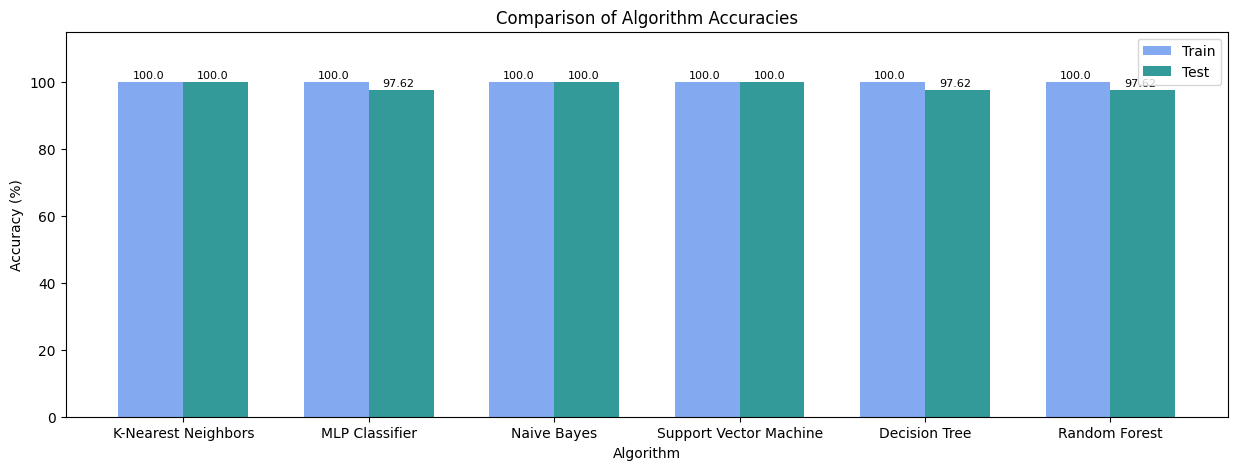 Comparison of Algorithm Accuracies
Train
Test
100.0 100.0 100.0 97.62 100.0 100.0 100.0 100.0 100.0 97.62 100.0 97.62
Accuracy (%)
100
80
60
40
20
0
K-Nearest Neighbors MLP Classifier Naive Bayes Support Vector Machine Decision Tree Random Forest
Algorithm